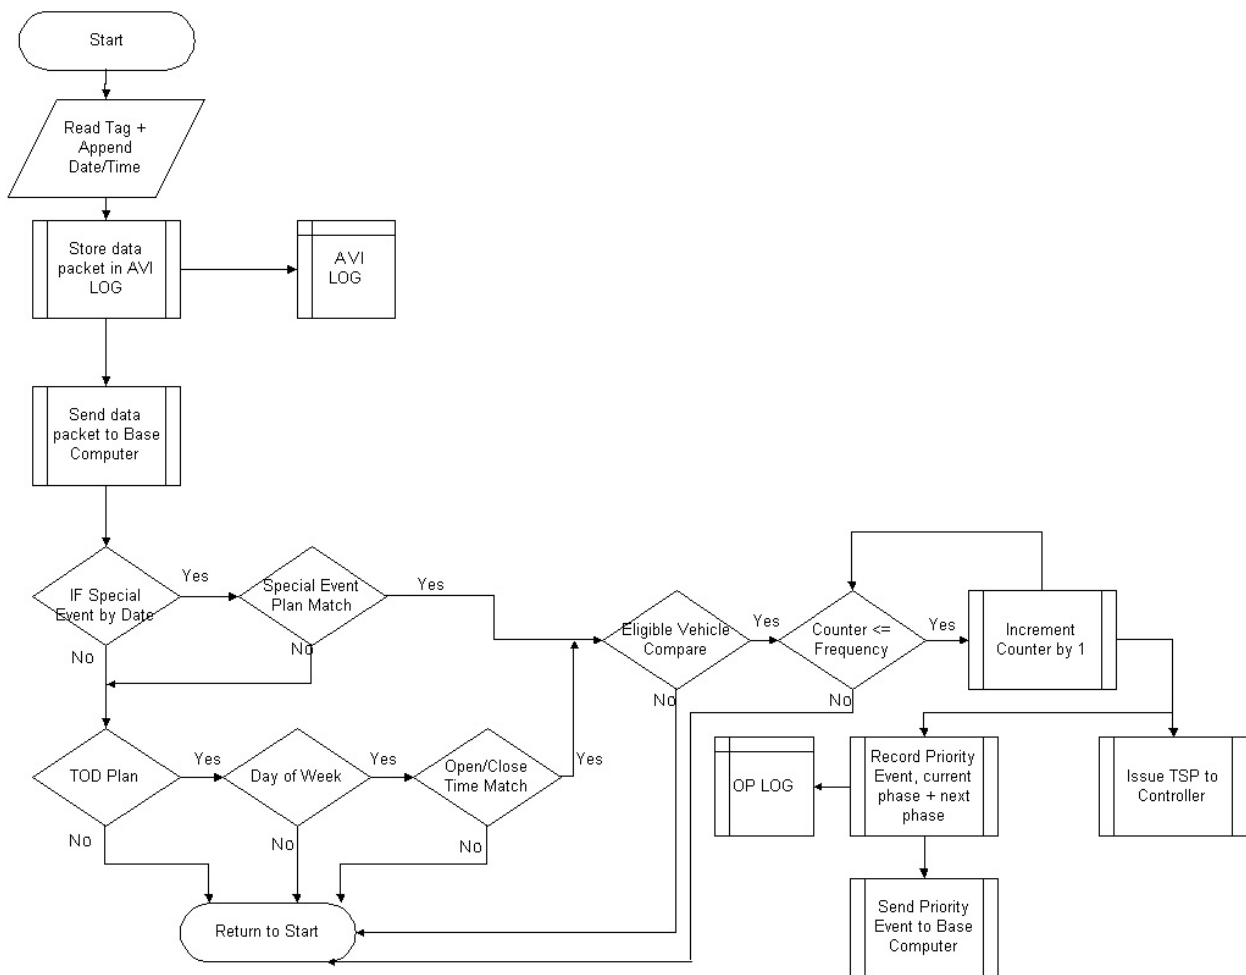 Start
Read Tag +
Append
Date/Time
Store data
packet in AVI
LOG
AVI
LOG
Send data
packet to Base
Computer
IF Special
Event by Date
Yes
No
Special Event
Plan Match
Yes
No
Eligible Vehicle
Compare
Yes
No
Counter <=
Frequency
Yes
No
Increment
Counter by 1
TOD Plan
Yes
No
Day of Week
Yes
No
Open/Close
Time Match
Yes
No
OP LOG
Record Priority
Event, current
phase + next
phase
Issue TSP to
Controller
Return to Start
Send Priority
Event to Base
Computer